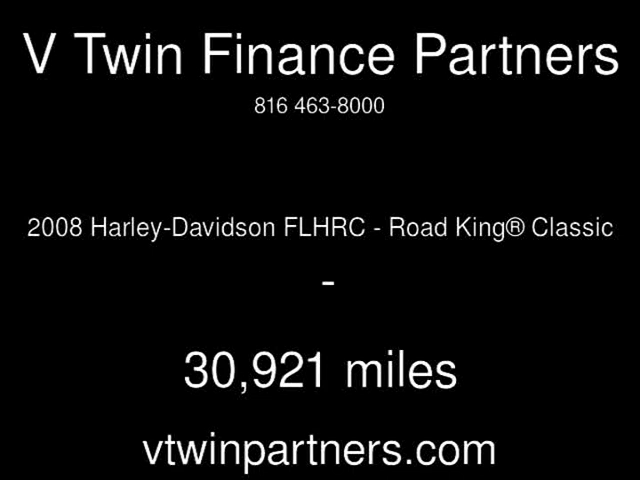 V Twin Finance Partners
816 463-8000
2008 Harley-Davidson FLHRC - Road King® Classic
-
30,921 miles
vtwinpartners.com